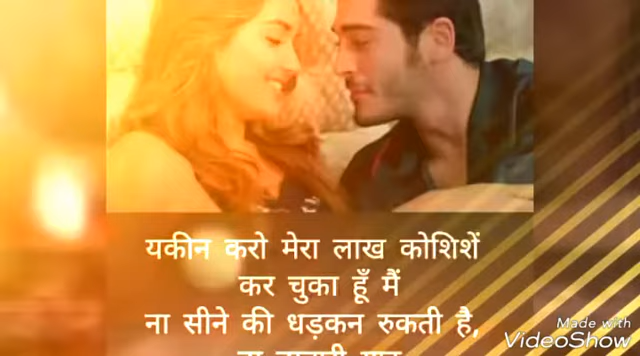 यकीन करो मेरा लाख कोशिशें
कर चुका हूँ मैं
ना सीने की धड़कन रुकती है,
Made with
VideoShow